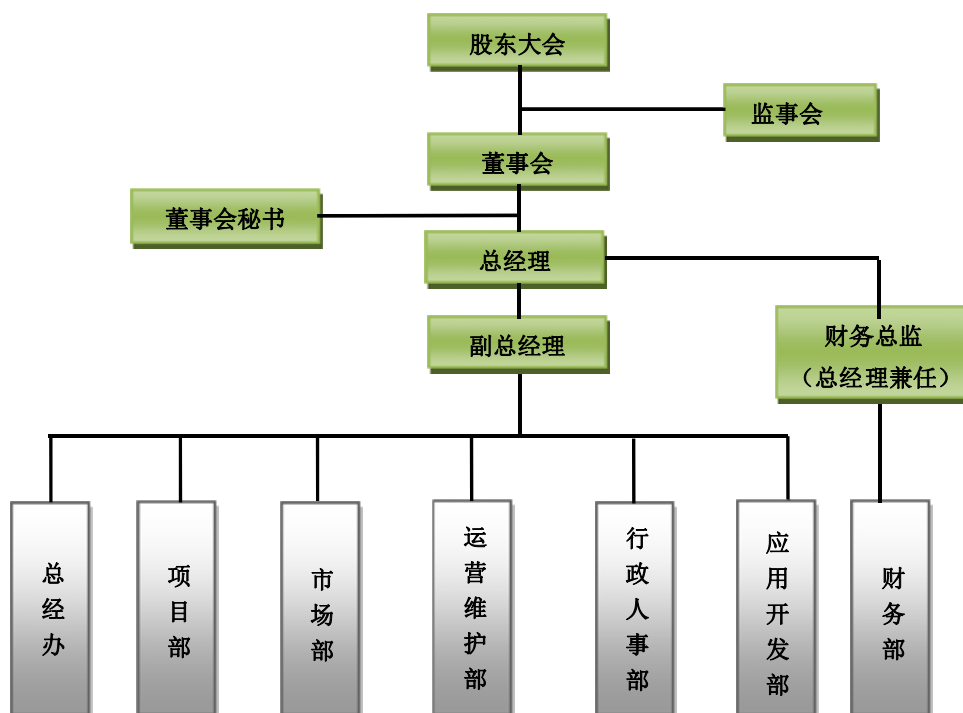 股东大会
监事会
董事会
董事会秘书
总经理
副总经理
财务总监
（总经理兼任）
总经办
项目部
市场部
运营维护部
行政人事部
应用开发部
财务部